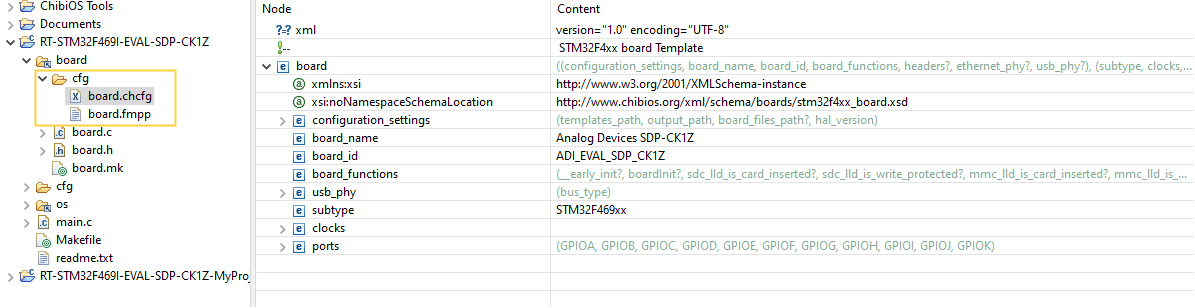 ChibiOS Tools
Documents
RT-STM32F469I-EVAL-SDP-CK1Z
board
cfg
board.chcfg
board.fmpp
board.c
board.h
board.mk
cfg
os
main.c
Makefile
readme.txt
RT-STM32F469I-EVAL-SDP-CK1Z-MyProj
Node Content
?=? xml version="1.0" encoding="UTF-8"
!-- STM32F4xx board Template
board ((configuration_settings, board_name, board_id, board_functions, headers?, ethernet_phy?, usb_phy?), (subtype, clocks,...
xmlns:xsi http://www.w3.org/2001/XMLSchema-instance
xsi:noNamespaceSchemaLocation http://www.chibios.org/xml/schema/boards/stm32f4xx_board.xsd
configuration_settings (templates_path, output_path, board_files_path?, hal_version)
board_name Analog Devices SDP-CK1Z
board_id ADI_EVAL_SDP_CK1Z
board_functions (__early_init?, boardInit?, sdc_lld_is_card_inserted?, sdc_lld_is_write_protected?, mmc_lld_is_card_inserted?, mmc_lld_is_...
usb_phy (bus_type)
subtype STM32F469xx
clocks
ports (GPIOA, GPIOB, GPIOC, GPIOD, GPIOE, GPIOF, GPIOG, GPIOH, GPIOI, GPIOJ, GPIOK)